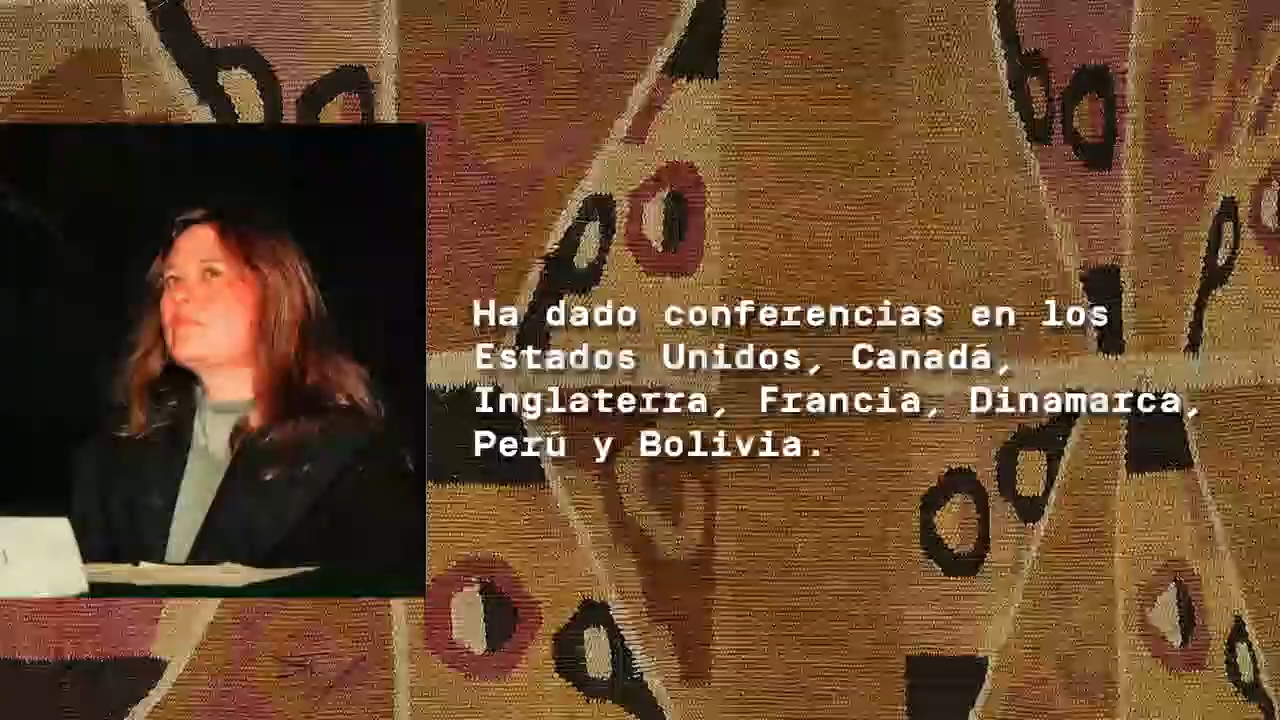 Ha dado conferencias en los
Estados Unidos, Canadá,
Inglaterra, Francia, Dinamarca,
Perú y Bolivia.